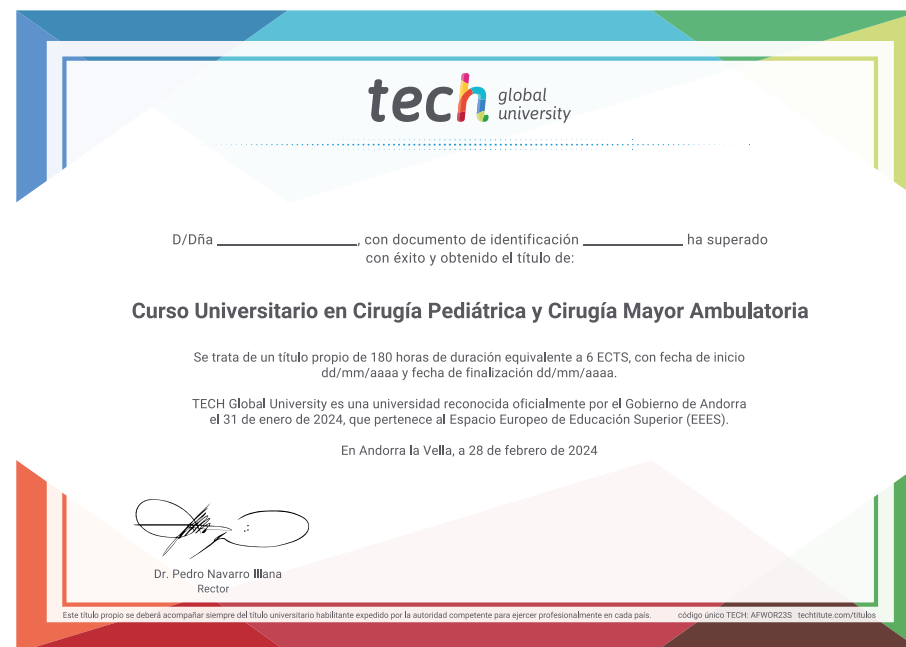 tech global university
D/Dña ________________, con documento de identificación ____________ ha superado
con éxito y obtenido el título de:
Curso Universitario en Cirugía Pediátrica y Cirugía Mayor Ambulatoria
Se trata de un título propio de 180 horas de duración equivalente a 6 ECTS, con fecha de inicio
dd/mm/aaaa y fecha de finalización dd/mm/aaaa.
TECH Global University es una universidad reconocida oficialmente por el Gobierno de Andorra
el 31 de enero de 2024, que pertenece al Espacio Europeo de Educación Superior (EEES).
En Andorra la Vella, a 28 de febrero de 2024
Dr. Pedro Navarro Illana
Rector
Este título propio se deberá acompañar siempre del título universitario habilitante expedido por la autoridad competente para ejercer profesionalmente en cada país. código único TECH: AFWOR23S techtitute.com/titulos